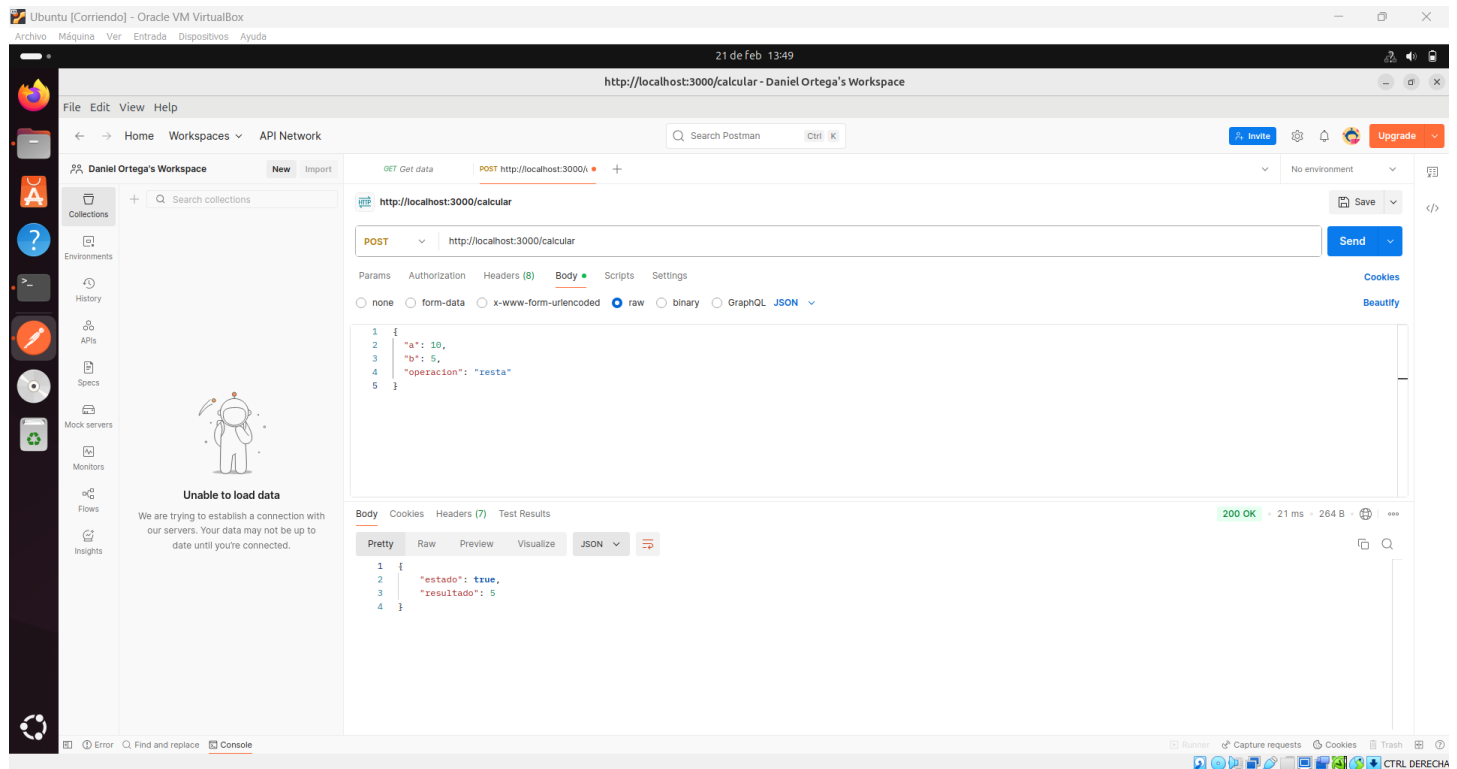 Ubuntu [Corriendo] - Oracle VM VirtualBox
Archivo Máquina Ver Entrada Dispositivos Ayuda
21 de feb 13:49
http://localhost:3000/calcular - Daniel Ortega's Workspace
File Edit View Help
Home Workspaces API Network
Search Postman Ctrl K
Invite
Upgrade
Daniel Ortega's Workspace
New Import
GET Get data
POST http://localhost:3000/
No environment
Collections
Search collections
HTTP http://localhost:3000/calcular
Save
Environments
POST http://localhost:3000/calcular
Send
Params Authorization Headers (8) Body Scripts Settings
Cookies
History
none form-data x-www-form-urlencoded raw binary GraphQL JSON
Beautify
APIs
Specs
Mock servers
Monitors
Flows
Insights
1 {
2 "a": 10,
3 "b": 5,
4 "operacion": "resta"
5 }
Unable to load data
We are trying to establish a connection with
our servers. Your data may not be up to
date until you're connected.
Body Cookies Headers (7) Test Results
200 OK 21 ms 264 B
Pretty Raw Preview Visualize JSON
1 {
2 "estado": true,
3 "resultado": 5
4 }
Error Find and replace Console
Runner Capture requests Cookies Trash
CTRL DERECHA